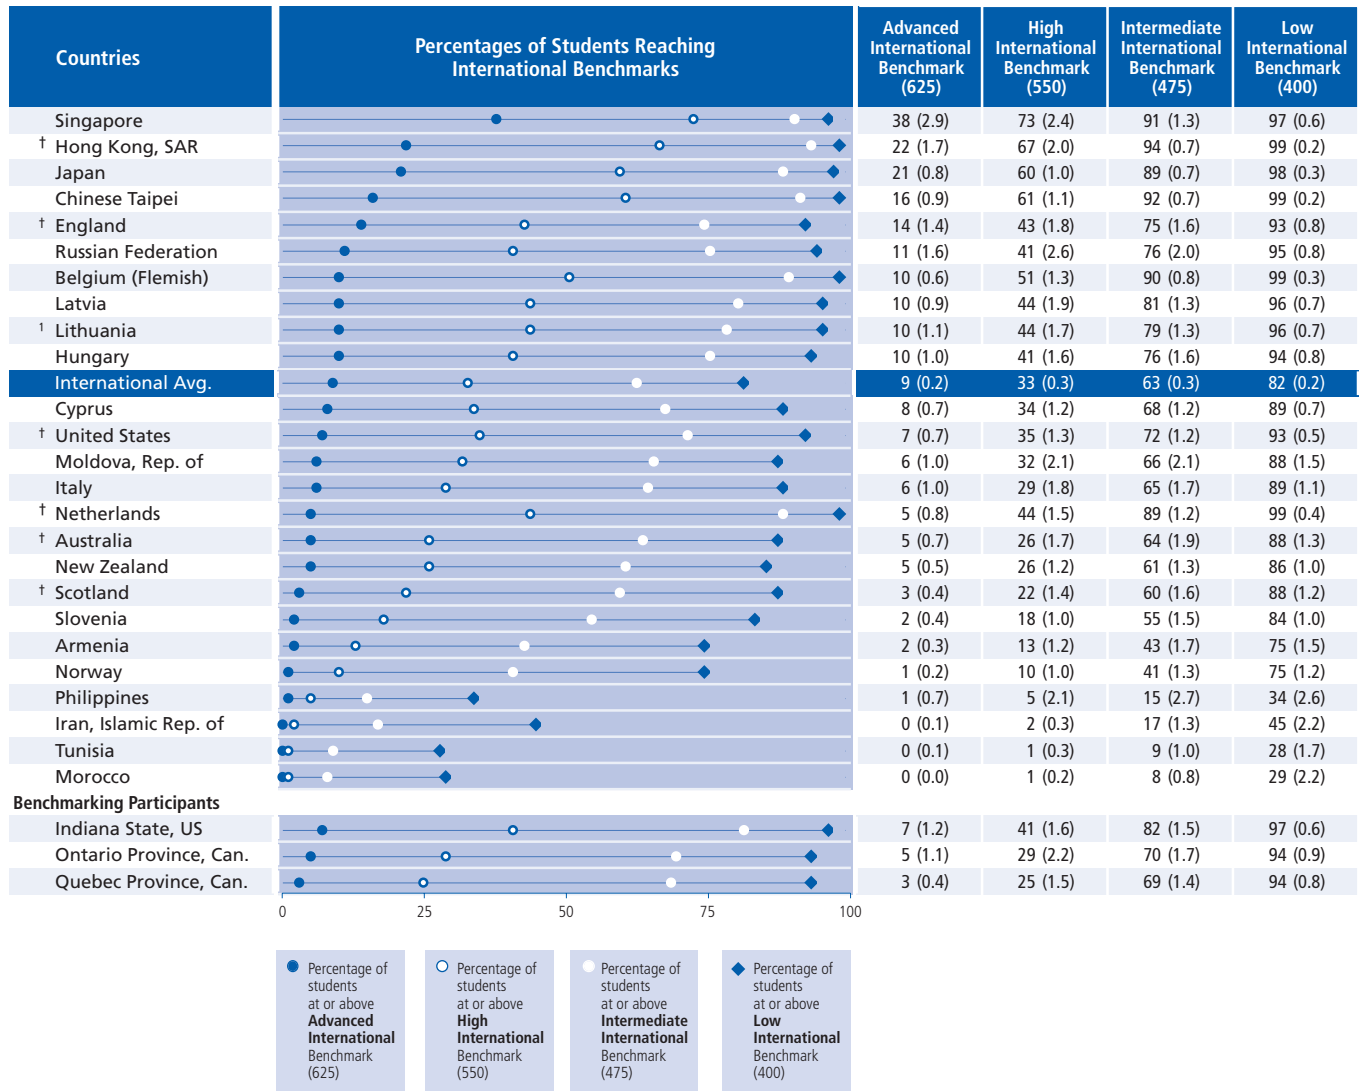 Countries
Percentages of Students Reaching
International Benchmarks
Advanced
International
Benchmark
(625)
High
International
Benchmark
(550)
Intermediate
International
Benchmark
(475)
Low
International
Benchmark
(400)
Singapore 38 (2.9) 73 (2.4) 91 (1.3) 97 (0.6)
† Hong Kong, SAR 22 (1.7) 67 (2.0) 94 (0.7) 99 (0.2)
Japan 21 (0.8) 60 (1.0) 89 (0.7) 98 (0.3)
Chinese Taipei 16 (0.9) 61 (1.1) 92 (0.7) 99 (0.2)
† England 14 (1.4) 43 (1.8) 75 (1.6) 93 (0.8)
Russian Federation 11 (1.6) 41 (2.6) 76 (2.0) 95 (0.8)
Belgium (Flemish) 10 (0.6) 51 (1.3) 90 (0.8) 99 (0.3)
Latvia 10 (0.9) 44 (1.9) 81 (1.3) 96 (0.7)
1 Lithuania 10 (1.1) 44 (1.7) 79 (1.3) 96 (0.7)
Hungary 10 (1.0) 41 (1.6) 76 (1.6) 94 (0.8)
International Avg. 9 (0.2) 33 (0.3) 63 (0.3) 82 (0.2)
Cyprus 8 (0.7) 34 (1.2) 68 (1.2) 89 (0.7)
† United States 7 (0.7) 35 (1.3) 72 (1.2) 93 (0.5)
Moldova, Rep. of 6 (1.0) 32 (2.1) 66 (2.1) 88 (1.5)
Italy 6 (1.0) 29 (1.8) 65 (1.7) 89 (1.1)
† Netherlands 5 (0.8) 44 (1.5) 89 (1.2) 99 (0.4)
† Australia 5 (0.7) 26 (1.7) 64 (1.9) 88 (1.3)
New Zealand 5 (0.5) 26 (1.2) 61 (1.3) 86 (1.0)
† Scotland 3 (0.4) 22 (1.4) 60 (1.6) 88 (1.2)
Slovenia 2 (0.4) 18 (1.0) 55 (1.5) 84 (1.0)
Armenia 2 (0.3) 13 (1.2) 43 (1.7) 75 (1.5)
Norway 1 (0.2) 10 (1.0) 41 (1.3) 75 (1.2)
Philippines 1 (0.7) 5 (2.1) 15 (2.7) 34 (2.6)
Iran, Islamic Rep. of 0 (0.1) 2 (0.3) 17 (1.3) 45 (2.2)
Tunisia 0 (0.1) 1 (0.3) 9 (1.0) 28 (1.7)
Morocco 0 (0.0) 1 (0.2) 8 (0.8) 29 (2.2)
Benchmarking Participants
Indiana State, US 7 (1.2) 41 (1.6) 82 (1.5) 97 (0.6)
Ontario Province, Can. 5 (1.1) 29 (2.2) 70 (1.7) 94 (0.9)
Quebec Province, Can. 3 (0.4) 25 (1.5) 69 (1.4) 94 (0.8)
0 25 50 75 100
Percentage of
students
at or above
Advanced
International
Benchmark
(625)
Percentage of
students
at or above
High
International
Benchmark
(550)
Percentage of
students
at or above
Intermediate
International
Benchmark
(475)
Percentage of
students
at or above
Low
International
Benchmark
(400)